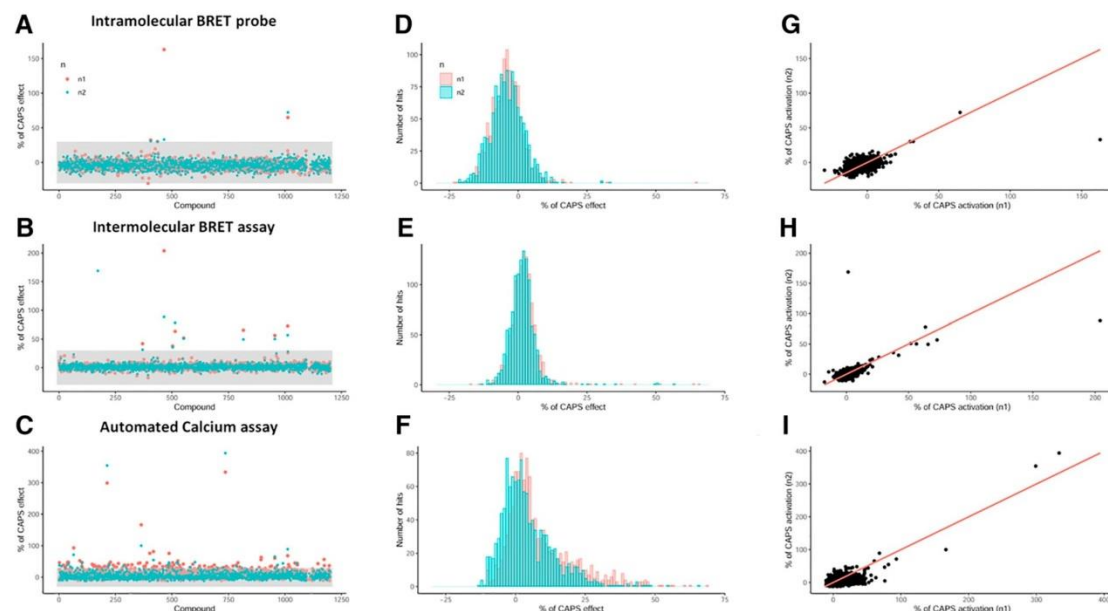 A
Intramolecular BRET probe
% of CAPS effect
150
100
50
0
n
n1
n2
0
250
500
750
1000
1250
Compound
D
Number of hits
100
75
50
25
0
n
n1
n2
−25
0
25
50
75
% of CAPS effect
G
% of CAPS activation (n2)
150
100
50
0
0
50
100
150
% of CAPS activation (n1)
B
Intermolecular BRET assay
% of CAPS effect
200
150
100
50
0
0
250
500
750
1000
1250
Compound
E
Number of hits
100
50
0
−25
0
25
50
75
% of CAPS effect
H
% of CAPS activation (n2)
200
150
100
50
0
0
50
100
150
200
% of CAPS activation (n1)
C
Automated Calcium assay
% of CAPS effect
400
300
200
100
0
0
250
500
750
1000
1250
Compound
F
Number of hits
80
60
40
20
0
−25
0
25
50
75
% of CAPS effect
I
% of CAPS activation (n2)
400
300
200
100
0
0
100
200
300
400
% of CAPS activation (n1)